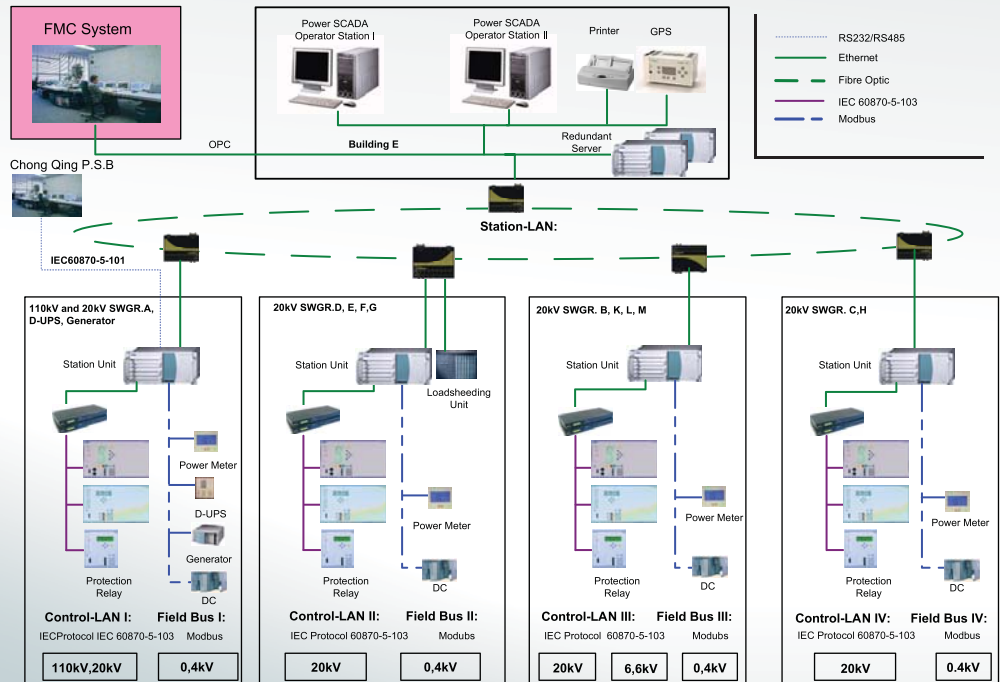 FMC System
Power SCADA
Operator Station I
Power SCADA
Operator Station II
Printer
GPS
RS232/RS485
Ethernet
Fibre Optic
IEC 60870-5-103
Modbus
OPC
Building E
Redundant
Server
Chong Qing P.S.B
Station-LAN:
IEC60870-5-101
110kV and 20kV SWGR.A,
D-UPS, Generator
Station Unit
Power Meter
D-UPS
Generator
DC
Protection
Relay
Control-LAN I:
Field Bus I:
IECProtocol IEC 60870-5-103
Modbus
110kV,20kV
0,4kV
20kV SWGR.D, E, F,G
Station Unit
Loadsheeding
Unit
Power Meter
DC
Protection
Relay
Control-LAN II:
Field Bus II:
IEC Protocol 60870-5-103
Modubs
20kV
0,4kV
20kV SWGR. B, K, L, M
Station Unit
Power Meter
DC
Protection
Relay
Control-LAN III:
Field Bus III:
IEC Protocol 60870-5-103
Modubs
20kV
6,6kV
0,4kV
20kV SWGR. C,H
Station Unit
Power Meter
DC
Protection
Relay
Control-LAN IV:
Field Bus IV:
IEC Protocol 60870-5-103
Modbus
20kV
0.4kV